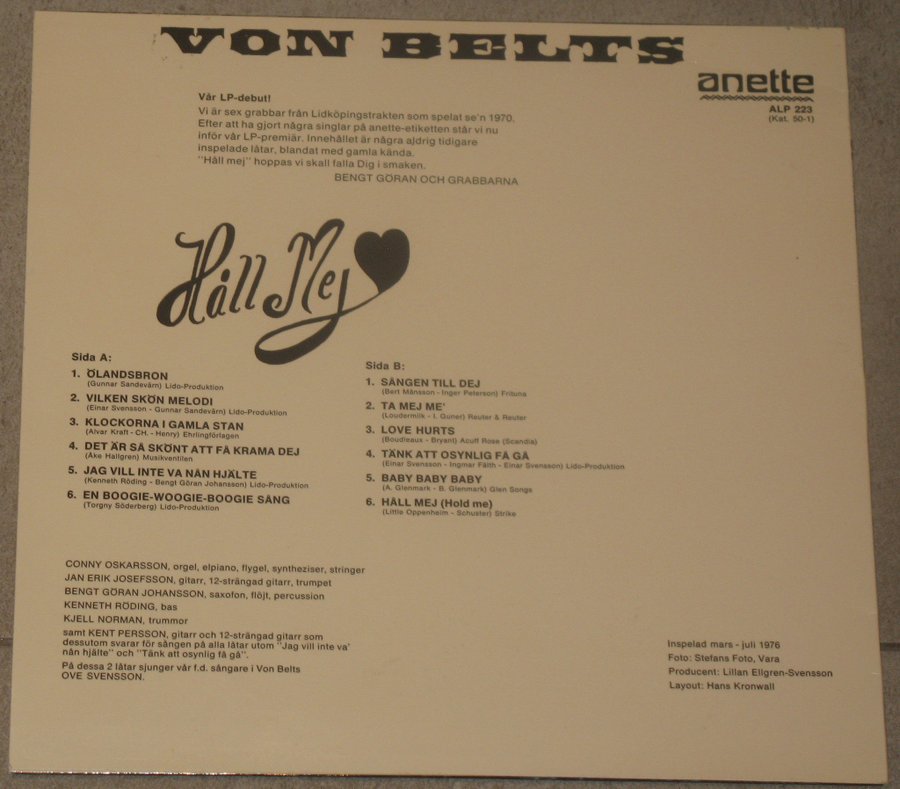 VON BELTS
anette
ALP 223
(Kat. 50-1)
Vår LP-debut!
Vi är sex grabbar från Lidköpingstrakten som spelat se'n 1970.
Efter att ha gjort några singlar på anette-etiketten står vi nu
inför vår LP-premiär. Innehållet är några aldrig tidigare
inspelade låtar, blandat med gamla kända.
"Håll mej" hoppas vi skall falla Dig i smaken.
BENGT GÖRAN OCH GRABBARNA
Håll Mej
Sida A:
1. ÖLANDSBRON
(Gunnar Sandevärn) Lido-Produktion
2. VILKEN SKÖN MELODI
(Einar Svensson - Gunnar Sandevärn) Lido-Produktion
3. KLOCKORNA I GAMLA STAN
(Alvar Kraft - CH. - Henry) Ehrlingförlagen
4. DET ÄR SÅ SKÖNT ATT FÅ KRAMA DEJ
(Åke Hallgren) Musikventilen
5. JAG VILL INTE VA NÅN HJÄLTE
(Kenneth Röding - Bengt Göran Johansson) Lido-Produktion
6. EN BOOGIE-WOOGIE-BOOGIE SÅNG
(Torgny Söderberg) Lido-Produktion
Sida B:
1. SÅNGEN TILL DEJ
(Bert Månsson - Inger Peterson) Frituna
2. TA MEJ ME'
(Loudermilk - I. Guner) Reuter & Reuter
3. LOVE HURTS
(Boudleaux - Bryant) Acuff Rose (Scandia)
4. TÄNK ATT OSYNLIG FÅ GÅ
(Einar Svensson - Ingmar Fälth - Einar Svensson) Lido-Produktion
5. BABY BABY BABY
(A. Glenmark - B. Glenmark) Glen Songs
6. HÅLL MEJ (Hold me)
(Little Oppenheim - Schuster) Strike
CONNY OSKARSSON, orgel, elpiano, flygel, syntheziser, stringer
JAN ERIK JOSEFSSON, gitarr, 12-strängad gitarr, trumpet
BENGT GÖRAN JOHANSSON, saxofon, flöjt, percussion
KENNETH RÖDING, bas
KJELL NORMAN, trummor
samt KENT PERSSON, gitarr och 12-strängad gitarr som
dessutom svarar för sången på alla låtar utom "Jag vill inte va'
nån hjälte" och "Tänk att osynlig få gå".
På dessa 2 låtar sjunger vår f.d. sångare i Von Belts
OVE SVENSSON.
Inspelad mars - juli 1976
Foto: Stefans Foto, Vara
Producent: Lillan Ellgren-Svensson
Layout: Hans Kronwall